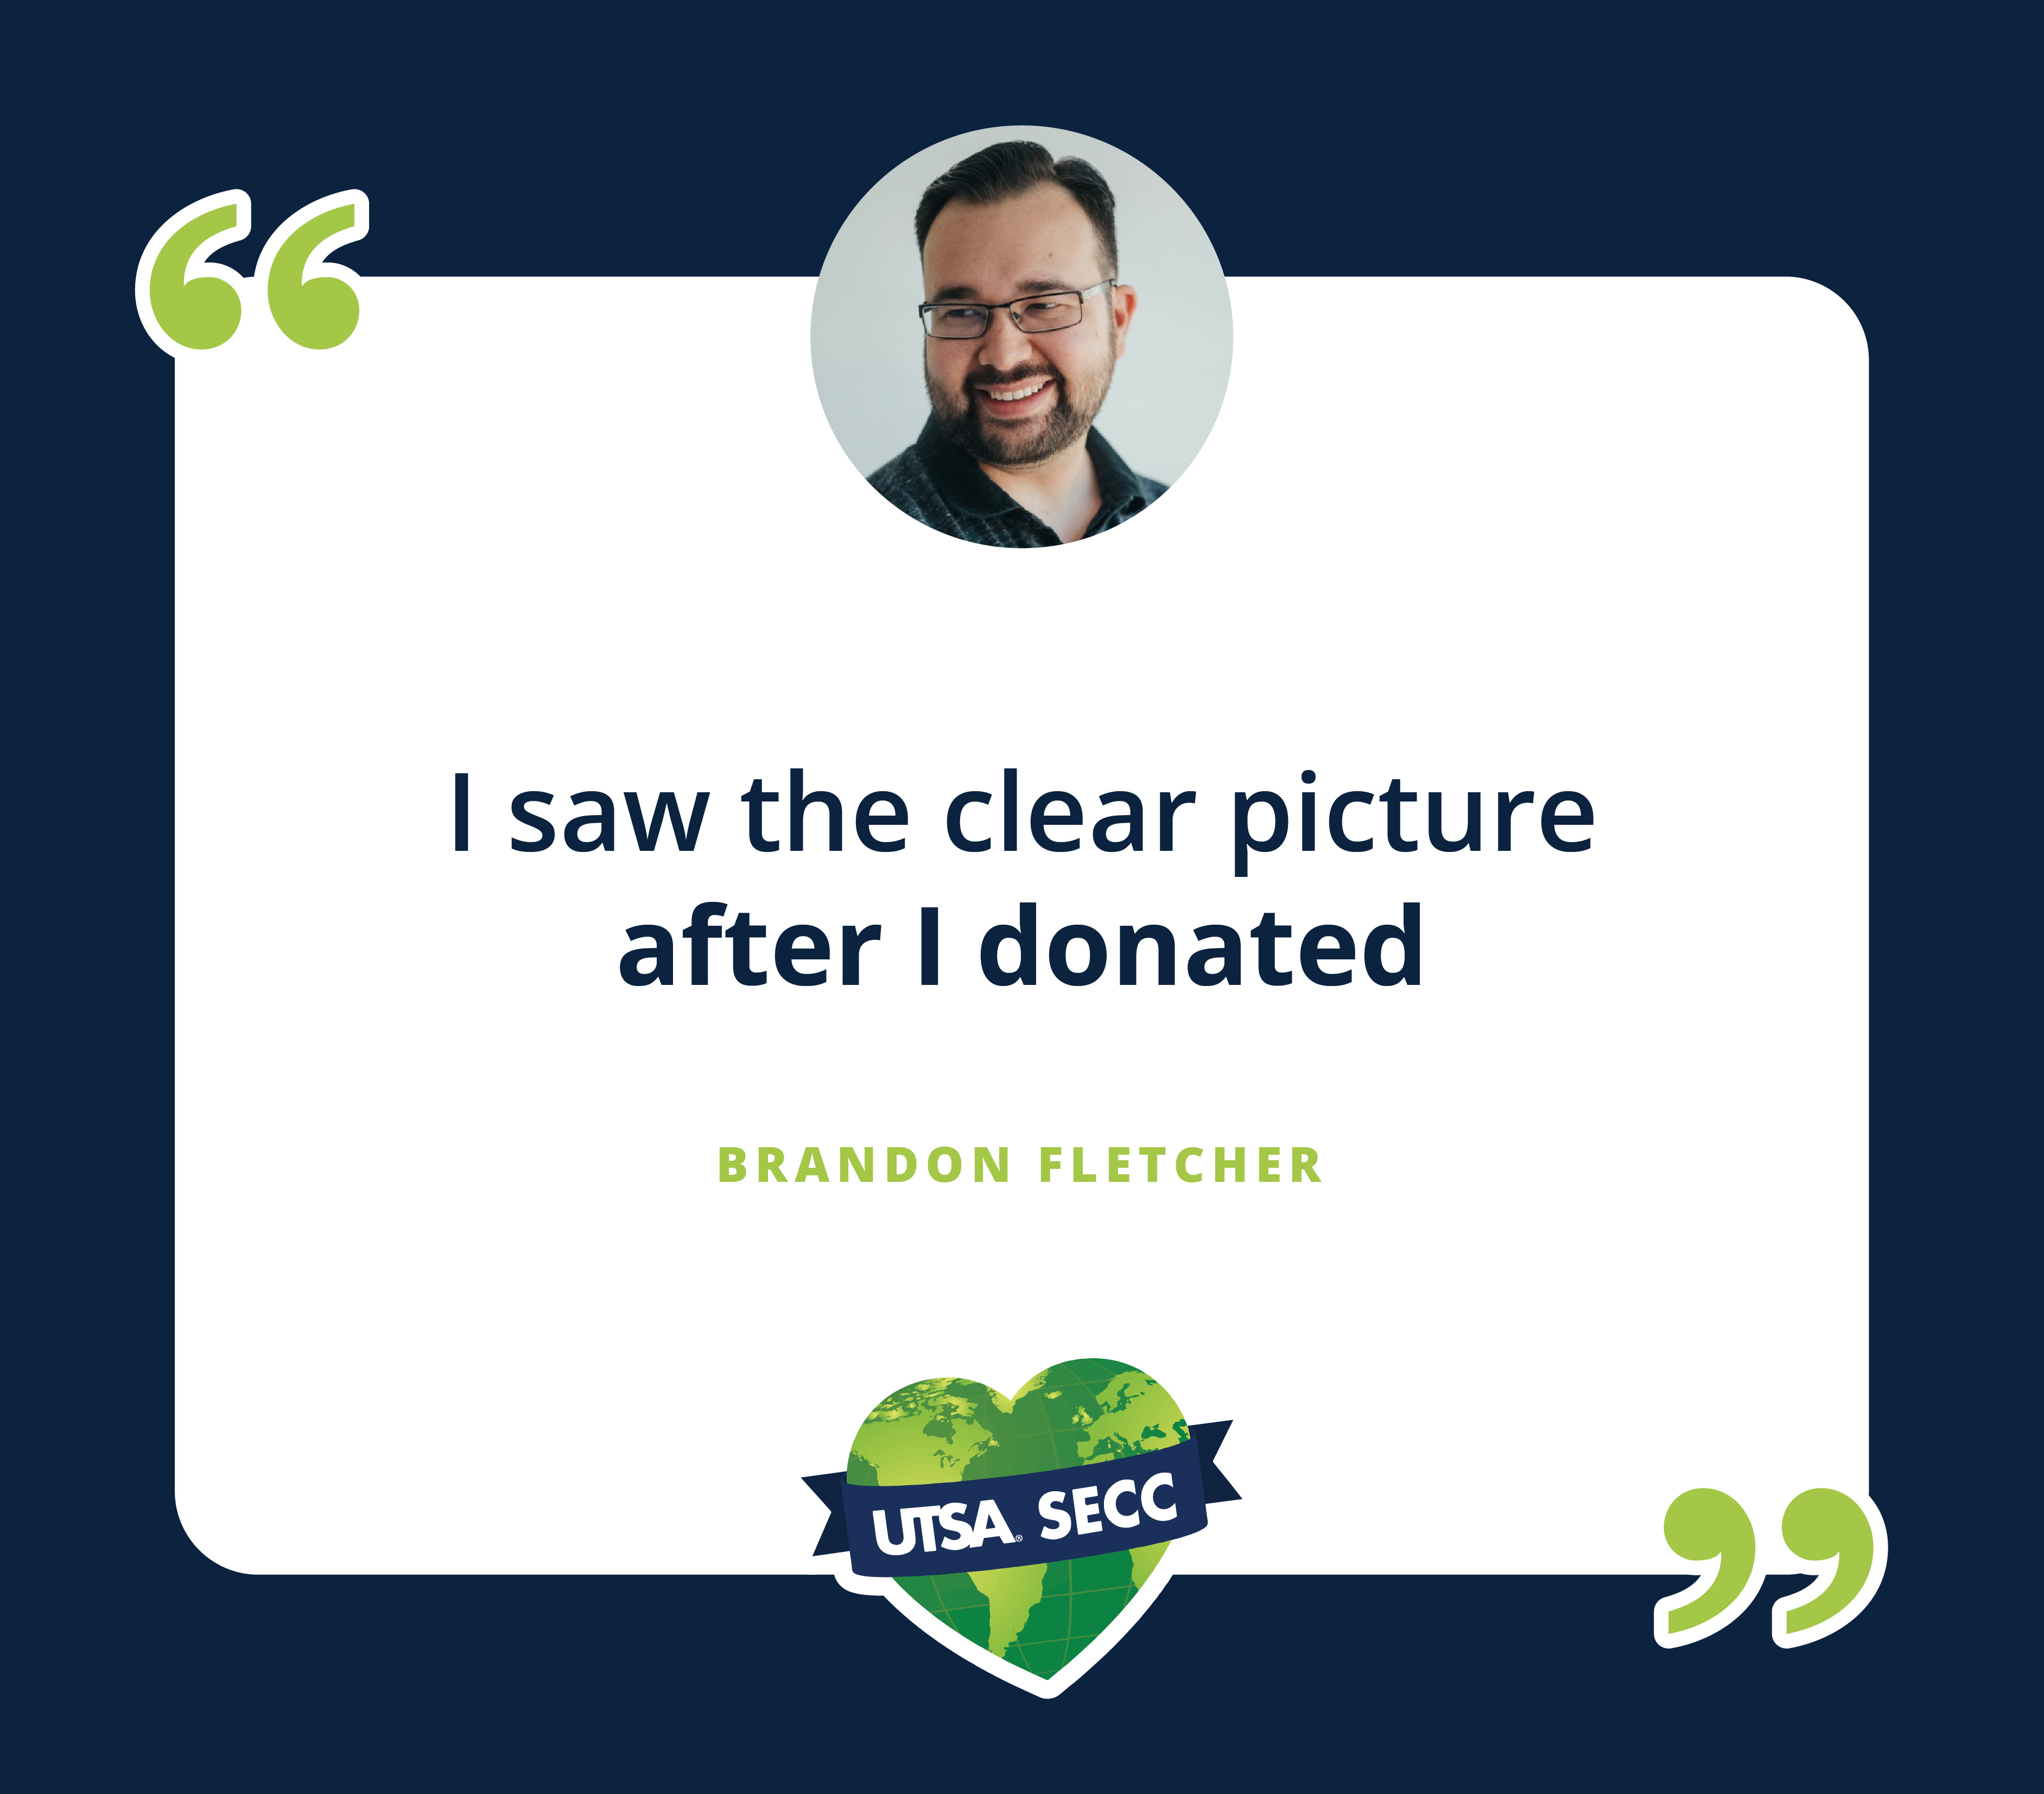 “
I saw the clear picture
after I donated
BRANDON FLETCHER
UTSA® SECC
”